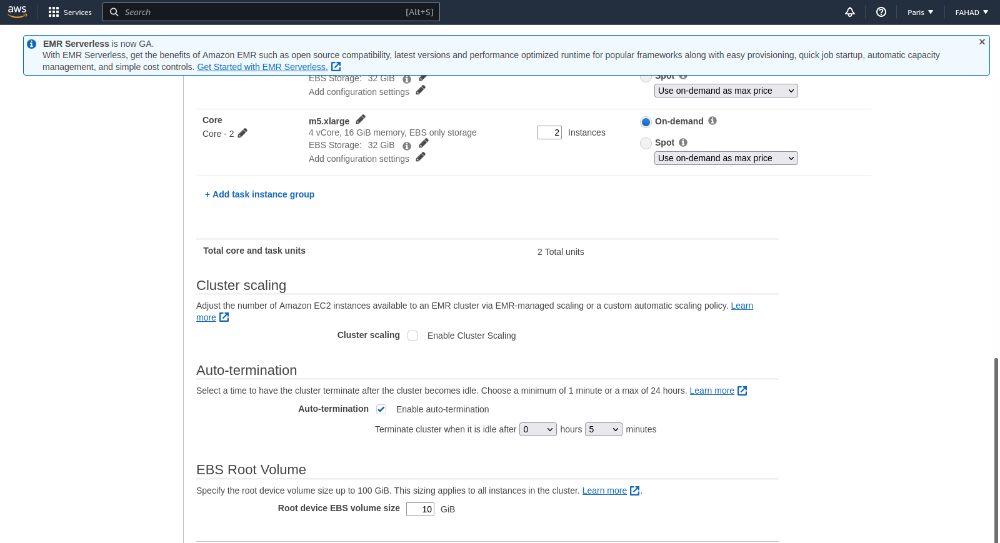 aws
Services
Search
[Alt+S]
Paris
FAHAD
EMR Serverless is now GA.
With EMR Serverless, get the benefits of Amazon EMR such as open source compatibility, latest versions and performance optimized runtime for popular frameworks along with easy provisioning, quick job startup, automatic capacity
management, and simple cost controls. Get Started with EMR Serverless.
x
EBS Storage: 32 GiB
Spot
Add configuration settings
Use on-demand as max price
Core
Core - 2
m5.xlarge
4 vCore, 16 GiB memory, EBS only storage
EBS Storage: 32 GiB
Add configuration settings
2 Instances
On-demand
Spot
Use on-demand as max price
+ Add task instance group
Total core and task units
2 Total units
Cluster scaling
Adjust the number of Amazon EC2 instances available to an EMR cluster via EMR-managed scaling or a custom automatic scaling policy. Learn
more
Cluster scaling Enable Cluster Scaling
Auto-termination
Select a time to have the cluster terminate after the cluster becomes idle. Choose a minimum of 1 minute or a max of 24 hours. Learn more
Auto-termination Enable auto-termination
Terminate cluster when it is idle after 0 hours 5 minutes
EBS Root Volume
Specify the root device volume size up to 100 GiB. This sizing applies to all instances in the cluster. Learn more .
Root device EBS volume size 10 GiB